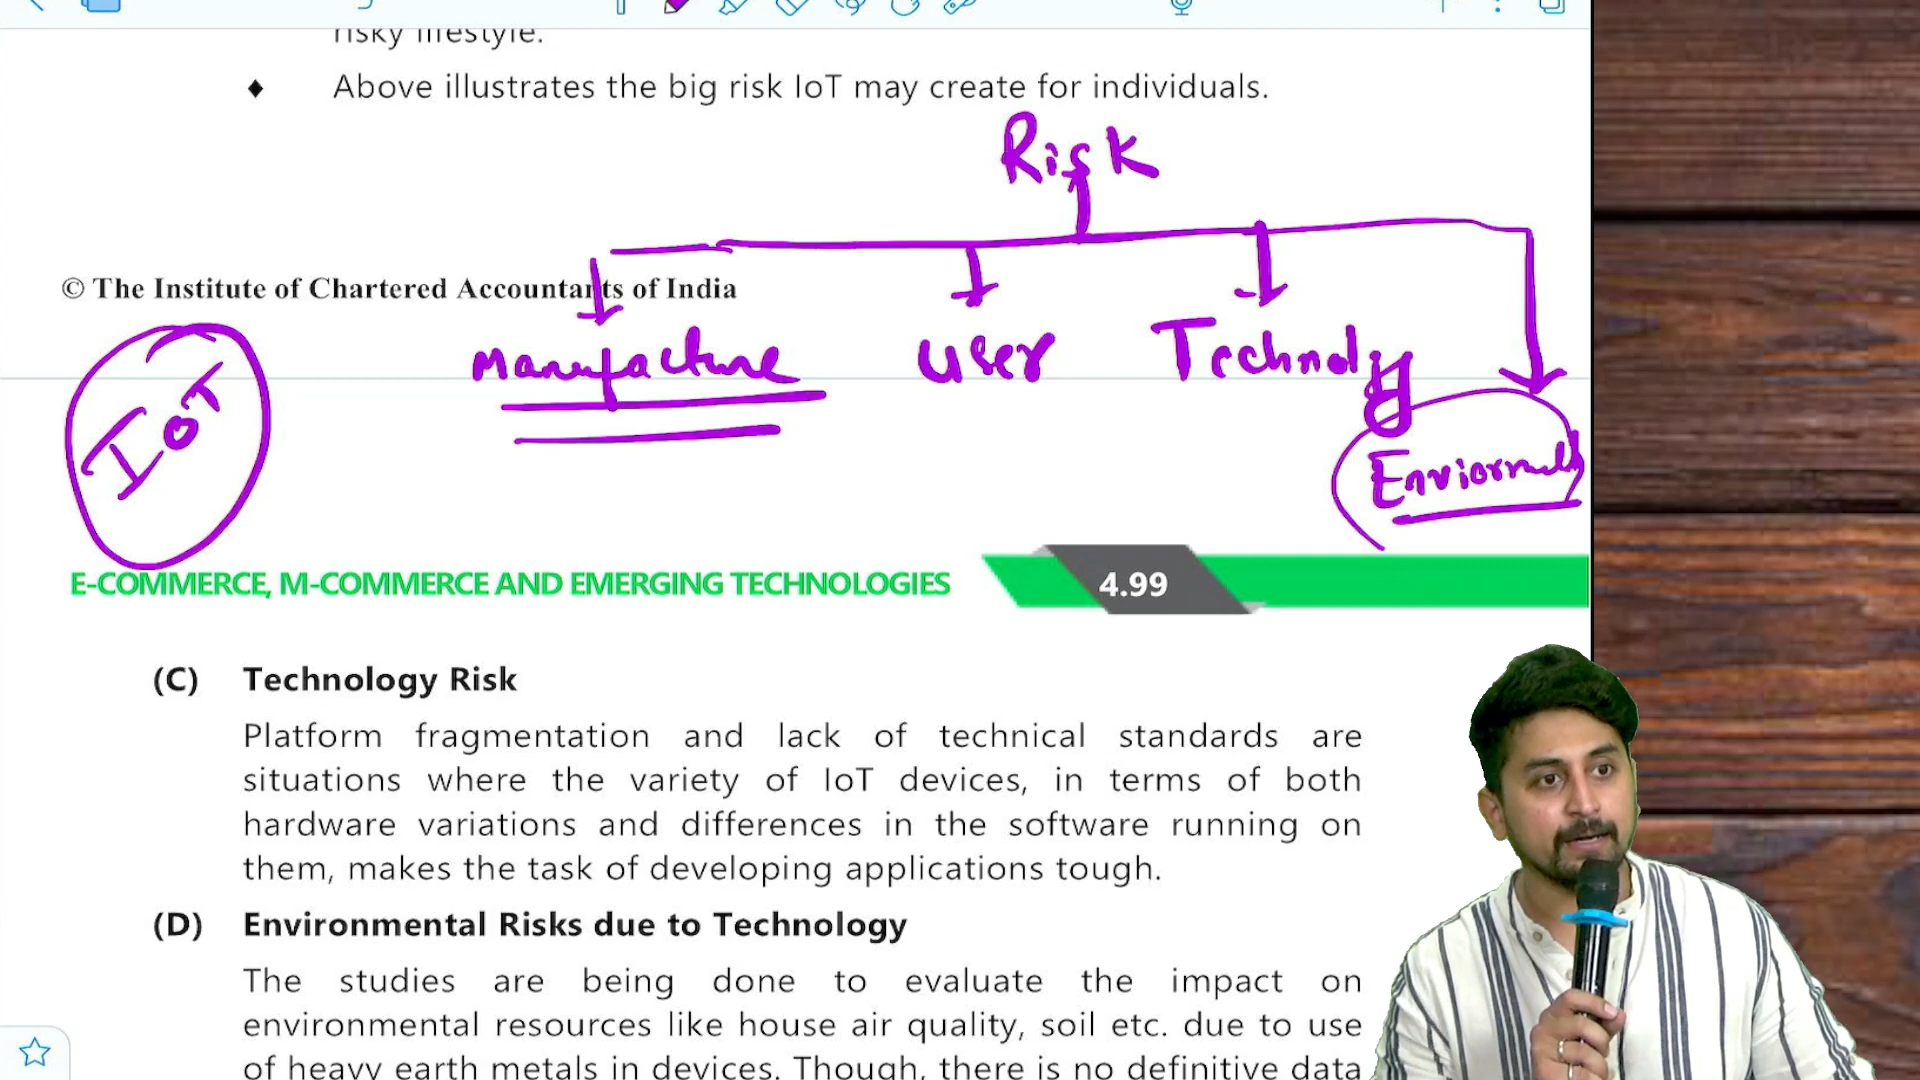 risky lifestyle.
♦ Above illustrates the big risk IoT may create for individuals.
Risk
© The Institute of Chartered Accountants of India
Manufacture User Technology
IoT
E-COMMERCE, M-COMMERCE AND EMERGING TECHNOLOGIES 4.99
(C) Technology Risk
Platform fragmentation and lack of technical standards are
situations where the variety of IoT devices, in terms of both
hardware variations and differences in the software running on
them, makes the task of developing applications tough.
(D) Environmental Risks due to Technology
The studies are being done to evaluate the impact on
environmental resources like house air quality, soil etc. due to use
of heavy earth metals in devices. Though, there is no definitive data